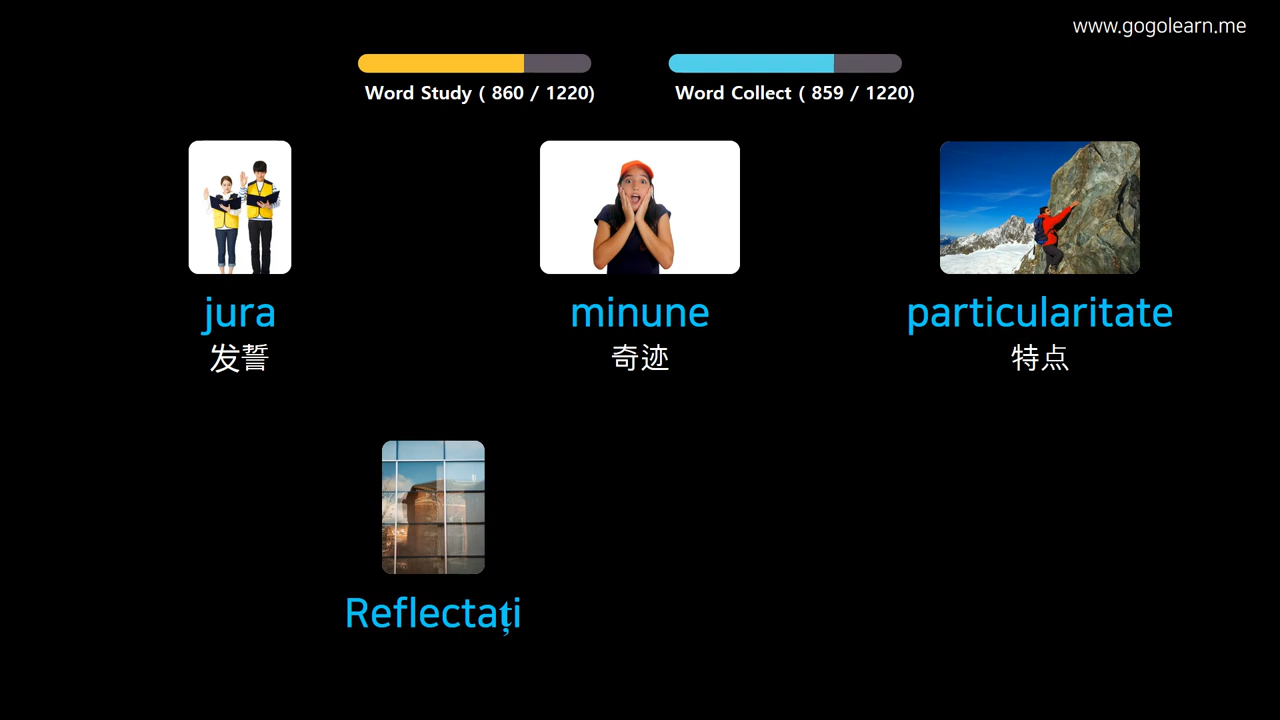 www.gogolearn.me
Word Study ( 860 / 1220)
Word Collect ( 859 / 1220)
jura
minune
particularitate
发誓
奇迹
特点
Reflectați